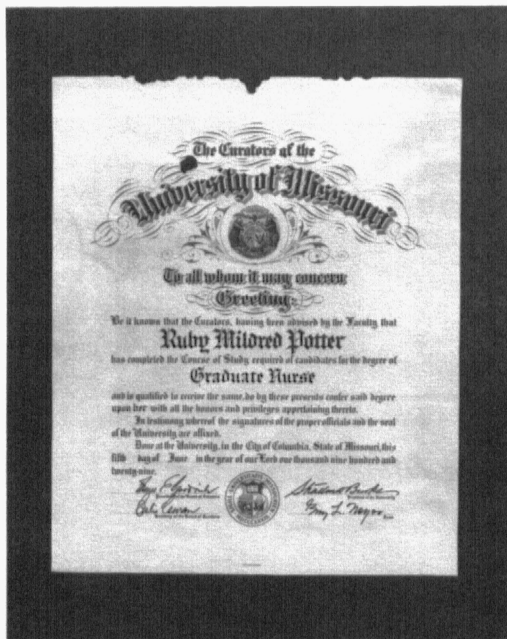 The Curators of the
University of Missouri
To all whom it may concern
Greeting:
Be it known that the Curators, having been advised by the Faculty that
Ruby Mildred Potter
has completed the Course of Study required of candidates for the degree of
Graduate Nurse
and is qualified to receive the same, do by these presents confer said degree
upon her with all the honors and privileges appertaining thereto.
In testimony whereof the signatures of the proper officials and the seal
of the University are affixed.
Done at the University, in the City of Columbia, State of Missouri, this
fifth day of June in the year of our Lord one thousand nine hundred and
twenty-nine.